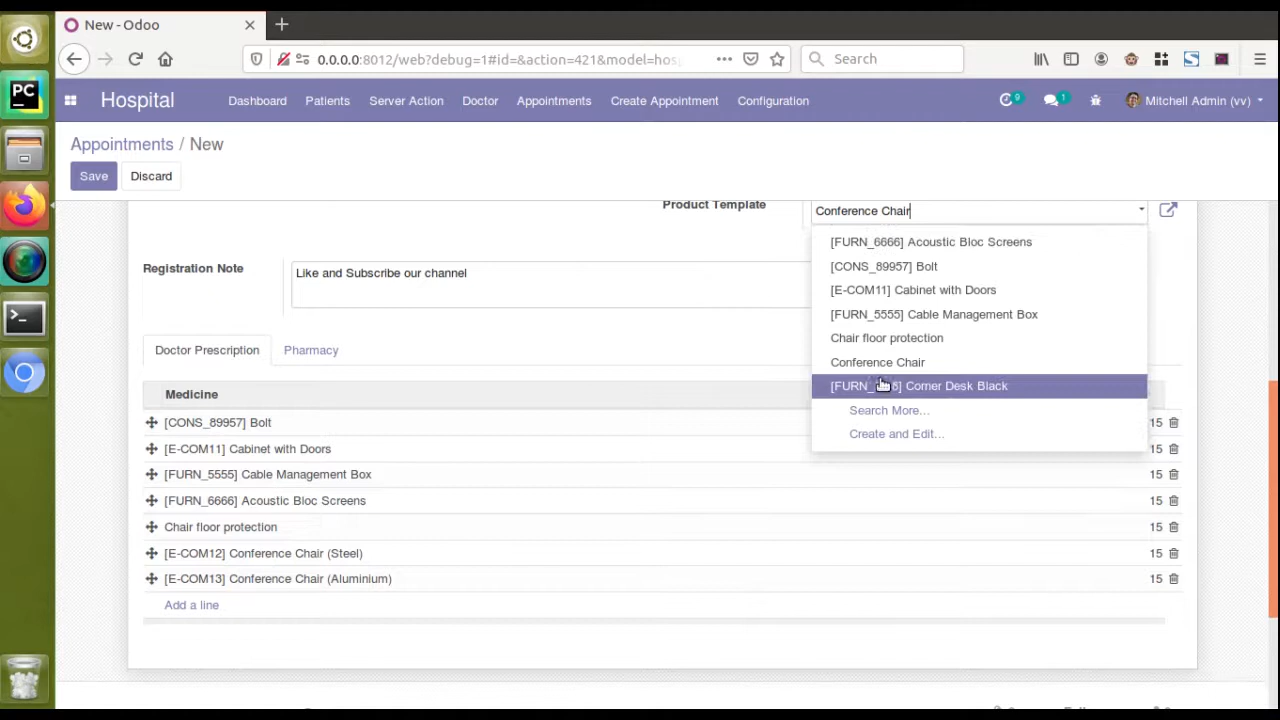 New - Odoo
0.0.0.0:8012/web?debug=1#id=&action=421&model=hos
Search
Hospital
Dashboard
Patients
Server Action
Doctor
Appointments
Create Appointment
Configuration
9
1
Mitchell Admin (vv)
PC
Appointments / New
Save
Discard
Product Template
Conference Chair
[FURN_6666] Acoustic Bloc Screens
[CONS_89957] Bolt
[E-COM11] Cabinet with Doors
[FURN_5555] Cable Management Box
Chair floor protection
Conference Chair
Corner Desk Black
Search More...
Create and Edit...
Registration Note
Like and Subscribe our channel
Doctor Prescription
Pharmacy
Medicine
[CONS_89957] Bolt 15
[E-COM11] Cabinet with Doors 15
[FURN_5555] Cable Management Box 15
[FURN_6666] Acoustic Bloc Screens 15
Chair floor protection 15
[E-COM12] Conference Chair (Steel) 15
[E-COM13] Conference Chair (Aluminium) 15
Add a line